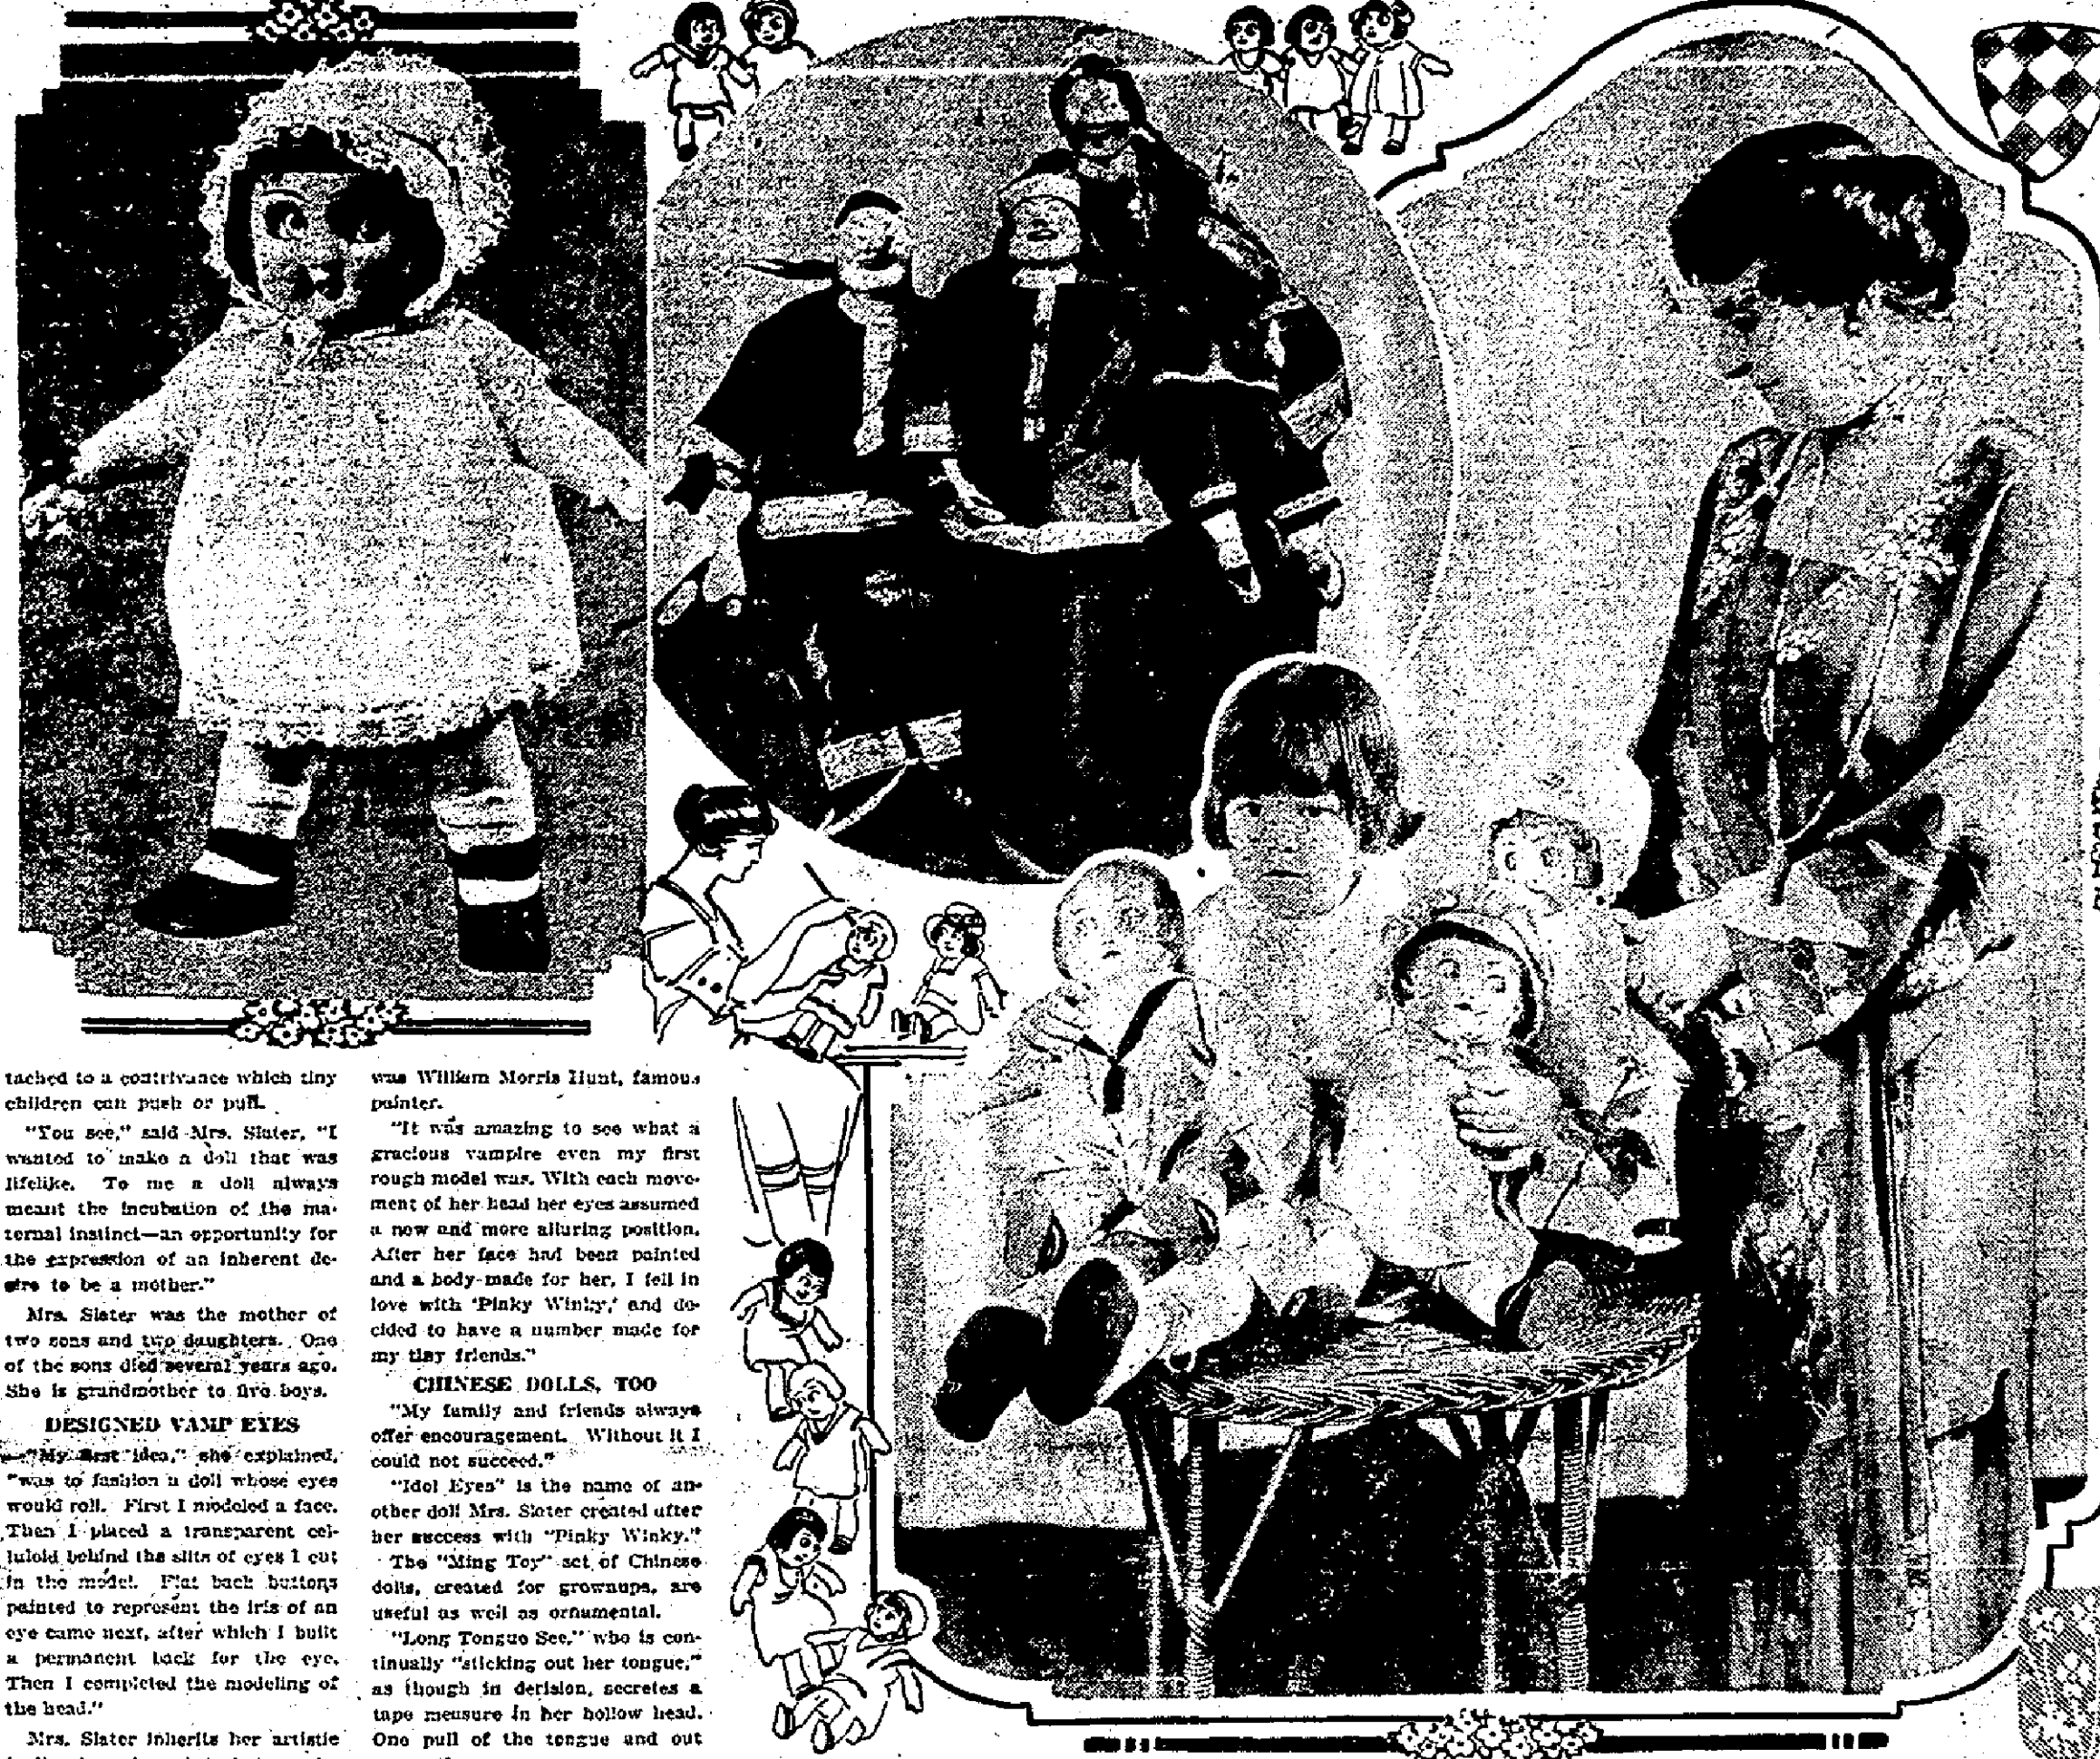 tached to a contrivance which tiny
children can push or pull.
"You see," said Mrs. Slater, "I
wanted to make a doll that was
lifelike. To me a doll always
meant the incubation of the ma-
ternal instinct—an opportunity for
the expression of an inherent de-
sire to be a mother."
Mrs. Slater was the mother of
two sons and two daughters. One
of the sons died several years ago.
She is grandmother to five boys.
DESIGNED VAMP EYES
"My first idea," she explained,
"was to fashion a doll whose eyes
would roll. First I modeled a face.
Then I placed a transparent cel-
luloid behind the slits of eyes I cut
in the model. Flat back buttons
painted to represent the iris of an
eye came next, after which I built
a permanent back for the eye.
Then I completed the modeling of
the head."
Mrs. Slater inherits her artistic
was William Morris Hunt, famous
painter.
"It was amazing to see what a
gracious vampire even my first
rough model was. With each move-
ment of her head her eyes assumed
a new and more alluring position.
After her face had been painted
and a body made for her, I fell in
love with 'Pinky Winky,' and de-
cided to have a number made for
my tiny friends."
CHINESE DOLLS, TOO
"My family and friends always
offer encouragement. Without it I
could not succeed."
"Idol Eyes" is the name of an-
other doll Mrs. Slater created after
her success with "Pinky Winky."
The "Ming Toy" set of Chinese
dolls, created for grownups, are
useful as well as ornamental.
"Long Tongue See," who is con-
tinually "sticking out her tongue,"
as though in derision, secretes a
tape measure in her hollow head.
One pull of the tongue and out